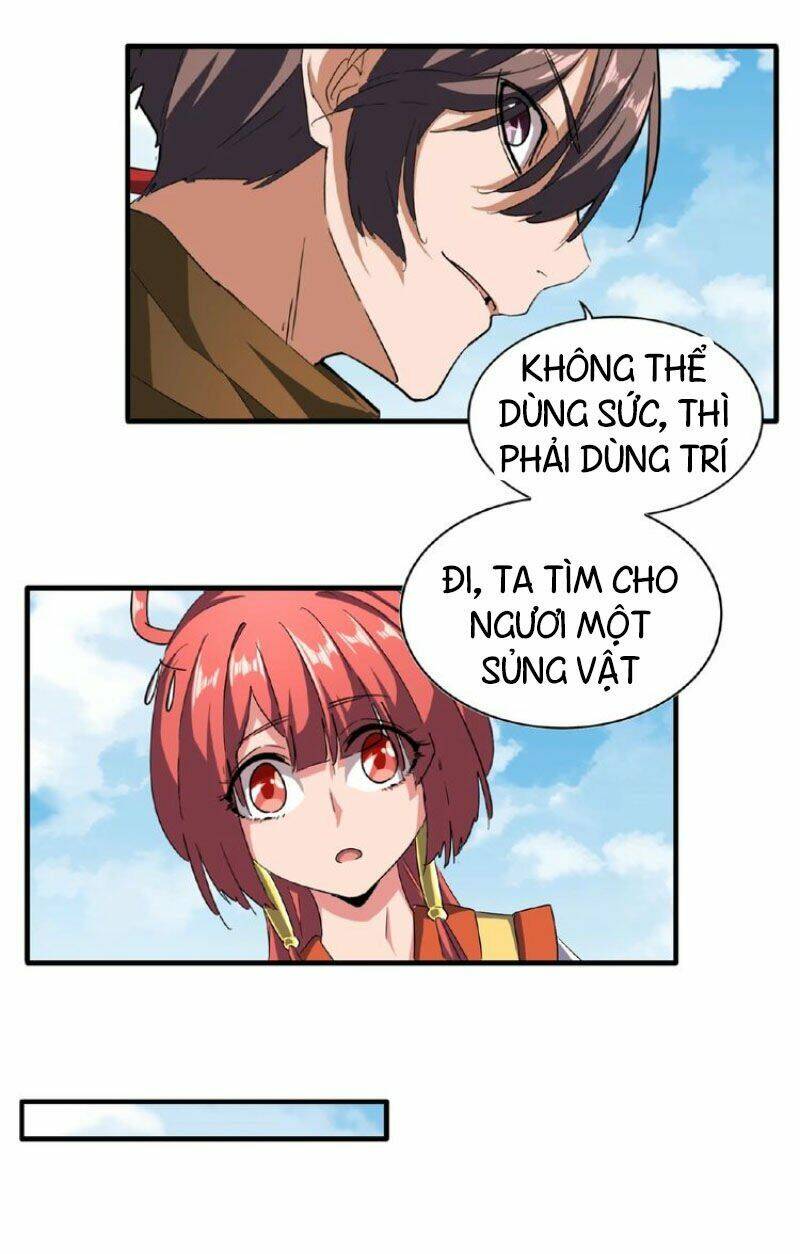 KHÔNG THỂ
DÙNG SỨC, THÌ
PHẢI DÙNG TRÍ
ĐI, TA TÌM CHO
NGƯƠI MỘT
SỦNG VẬT